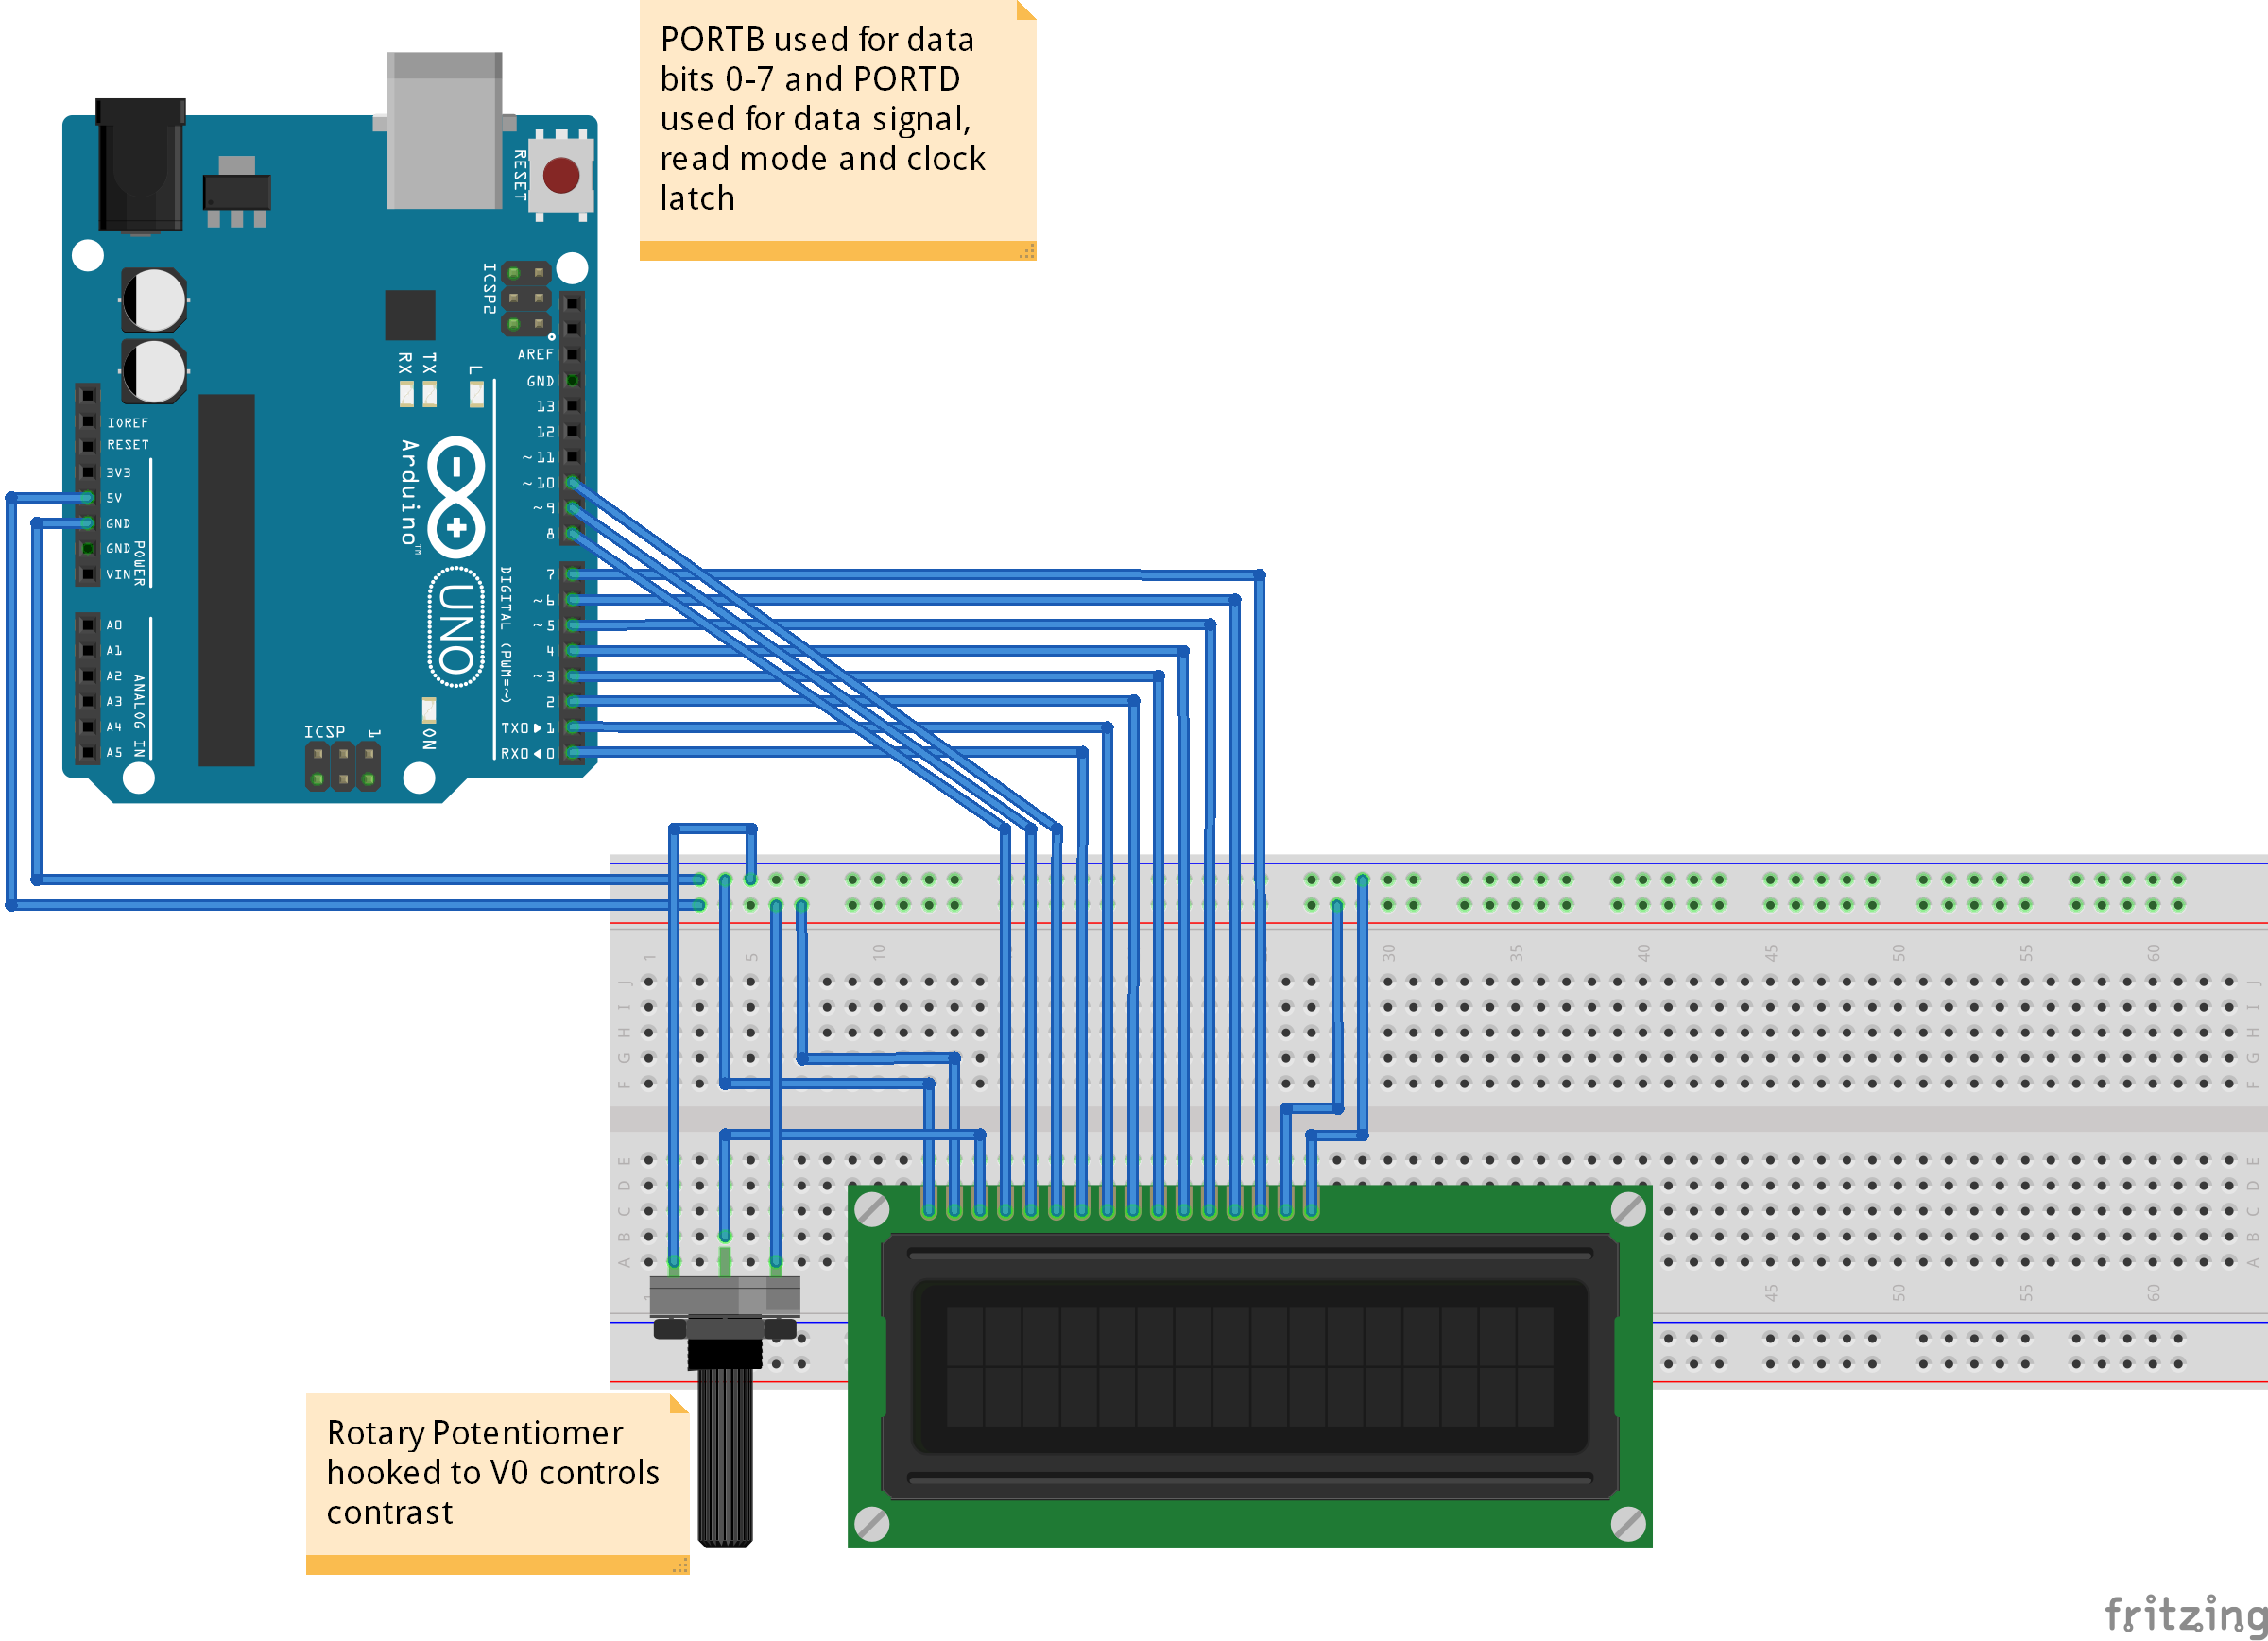 PORTB used for data
bits 0-7 and PORTD
used for data signal,
read mode and clock
latch
RESET
ICSP2
AREF
GND
13
12
~11
~10
~9
8
7
~6
~5
4
~3
2
TX0▶1
RX0◀0
RX
TX
L
IOREF
RESET
3V3
5V
GND
GND
VIN
POWER
A0
A1
A2
A3
A4
A5
ANALOG IN
Arduino™
UNO
DIGITAL (PWM=~)
ON
ICSP
1
1 5 10 30 35 40 45 50 55 60
J J
I I
H H
G G
F F
E E
D D
C C
B B
A A
45 50 55 60
Rotary Potentiomer
hooked to V0 controls
contrast
fritzing